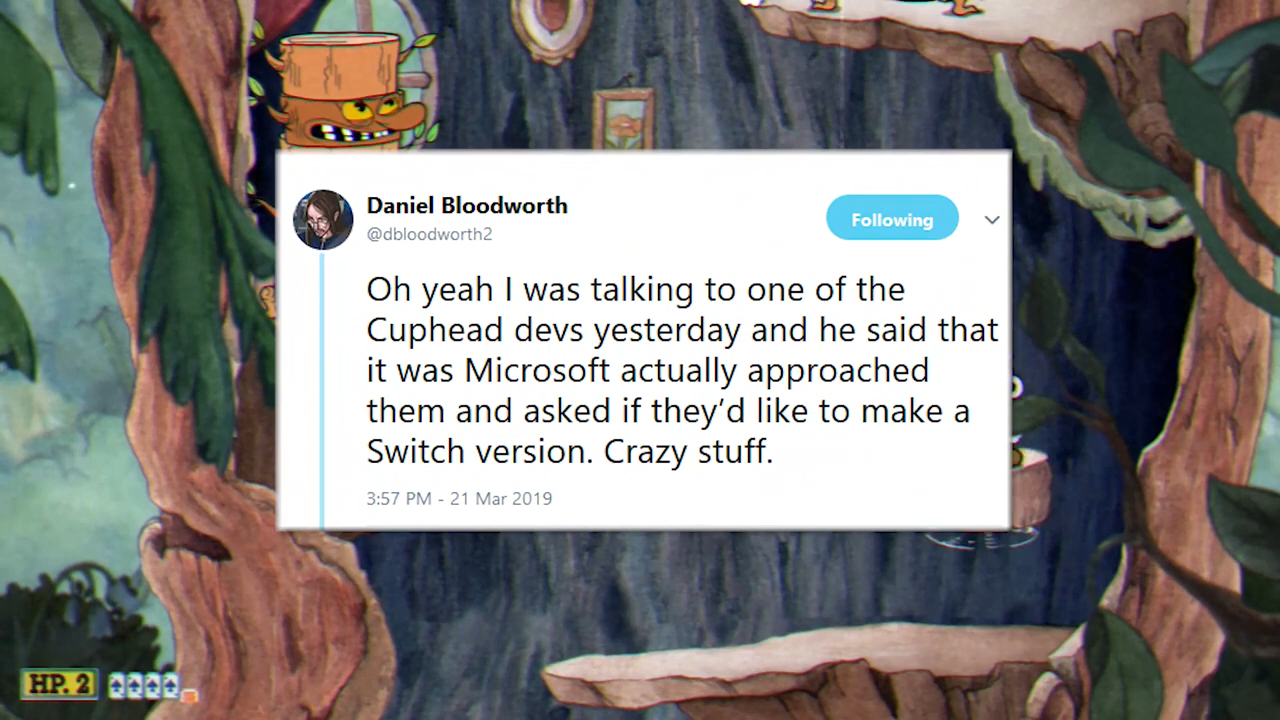 Daniel Bloodworth
@dbloodworth2
Following
Oh yeah I was talking to one of the
Cuphead devs yesterday and he said that
it was Microsoft actually approached
them and asked if they’d like to make a
Switch version. Crazy stuff.
3:57 PM - 21 Mar 2019
HP. 2